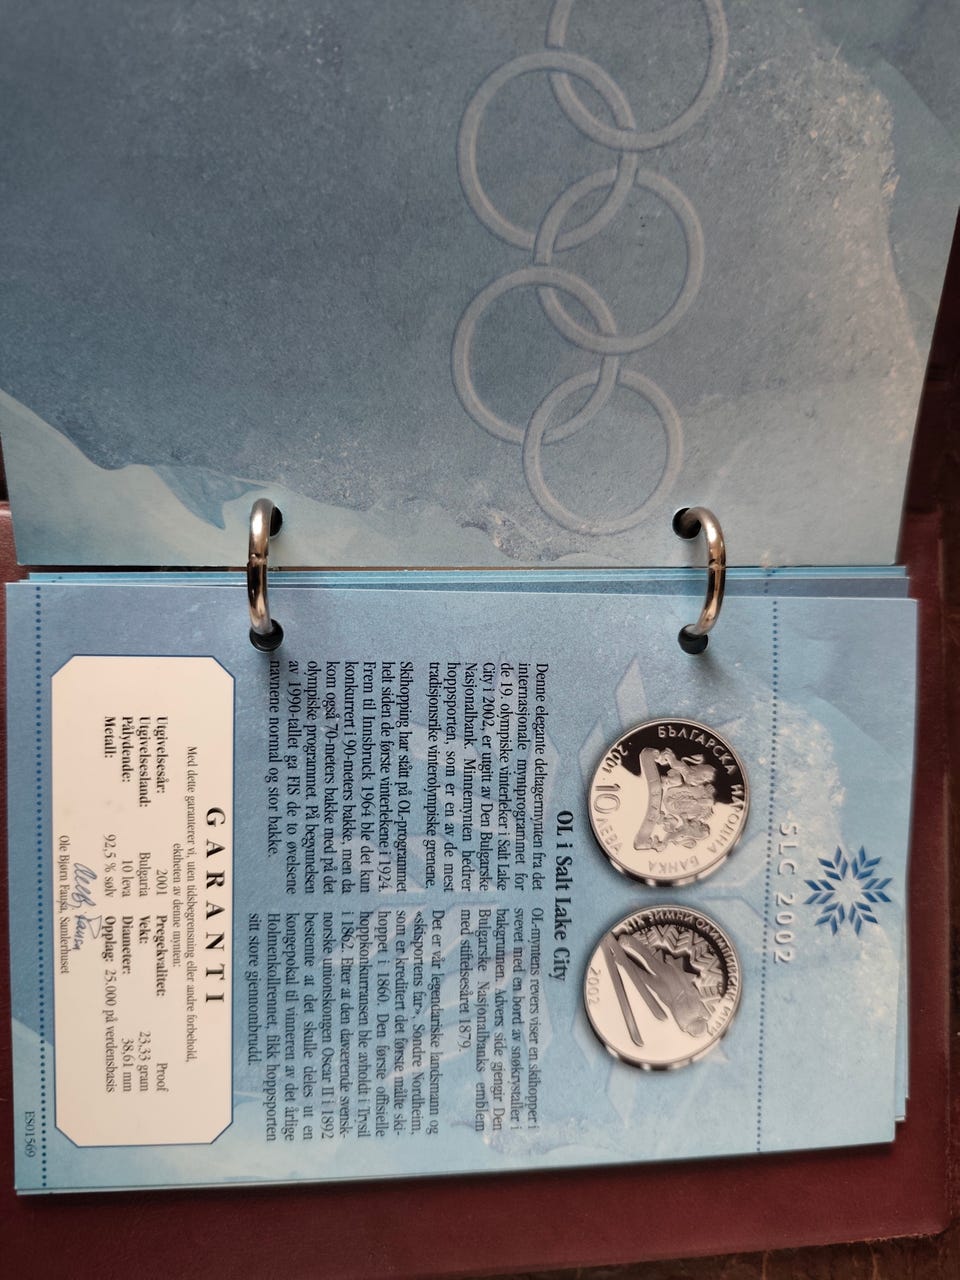 SLC 2002
БЪЛГАРСКА НАРОДНА БАНКА
2001
10
ЛЕВА
XIX ЗИМНИ ОЛИМПИЙСКИ ИГРИ
2002
OL i Salt Lake City
Denne elegante deltagermynten fra det
internasjonale myntprogrammet for
de 19. olympiske vinterleker i Salt Lake
City i 2002, er utgitt av Den Bulgarske
Nasjonalbank. Minnemynten hedrer
hoppsporten, som er en av de mest
tradisjonsrike vinterolympiske grenene.
Skihopping har stått på OL-programmet
helt siden de første vinterlekene i 1924.
Frem til Innsbruck 1964 ble det kun
konkurrert i 90-meters bakke, men da
kom også 70-meters bakke med på det
olympiske programmet. På begynnelsen
av 1990-tallet ga FIS de to øvelsene
navnene normal og stor bakke.
OL-myntens revers viser en skihopper i
svevet med en bord av snøkrystaller i
bakgrunnen. Advers side gjengir Den
Bulgarske Nasjonalbanks emblem
med stiftelsesåret 1879.
Det er vår legendariske landsmann og
«skisportens far», Sondre Nordheim,
som er kreditert det første målte ski-
hoppet i 1860. Den første offisielle
hoppkonkurransen ble avholdt i Trysil
i 1862. Etter at den daværende svensk-
norske unionskongen Oscar II i 1892
bestemte at det skulle deles ut en
kongepokal til vinneren av det årlige
Holmenkollrennet, fikk hoppsporten
sitt store gjennombrudd.
GARANTI
Med dette garanterer vi, uten tidsbegrensning eller andre forbehold,
ektheten av denne mynten:
Utgivelsesår: 2001 Pregekvalitet: Proof
Utgivelsesland: Bulgaria Vekt: 23,33 gram
Pålydende: 10 leva Diameter: 38,61 mm
Metall: 92,5 % sølv Opplag: 25.000 på verdensbasis
Ole Bjørn Fausa, Samlerhuset
ES01569